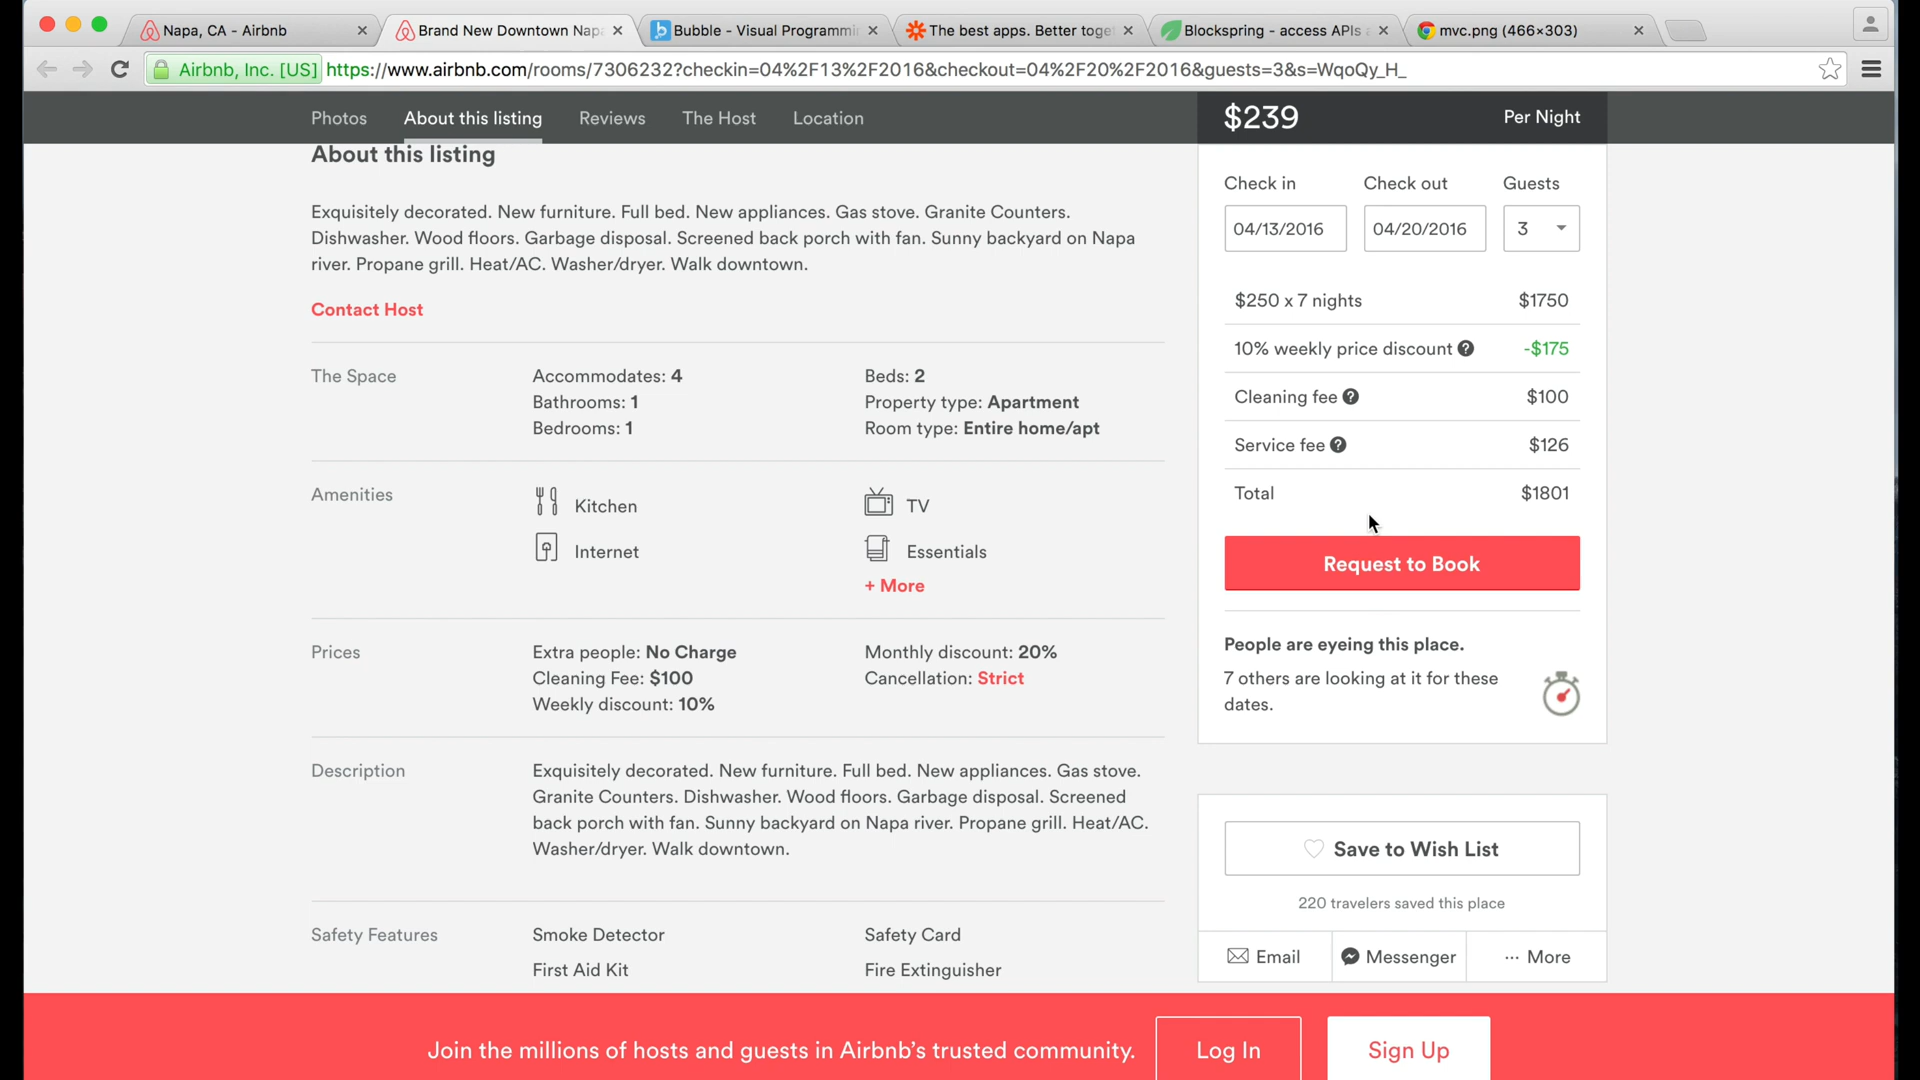 Napa, CA - Airbnb
Brand New Downtown Nap
Bubble - Visual Programmi
The best apps. Better toge
Blockspring - access APIs
mvc.png (466×303)
Airbnb, Inc. [US] https://www.airbnb.com/rooms/7306232?checkin=04%2F13%2F2016&checkout=04%2F20%2F2016&guests=3&s=WqoQy_H_
Photos About this listing Reviews The Host Location
$239 Per Night
About this listing
Exquisitely decorated. New furniture. Full bed. New appliances. Gas stove. Granite Counters.
Dishwasher. Wood floors. Garbage disposal. Screened back porch with fan. Sunny backyard on Napa
river. Propane grill. Heat/AC. Washer/dryer. Walk downtown.
Contact Host
The Space
Accommodates: 4
Bathrooms: 1
Bedrooms: 1
Beds: 2
Property type: Apartment
Room type: Entire home/apt
Amenities
Kitchen
Internet
TV
Essentials
+ More
Prices
Extra people: No Charge
Cleaning Fee: $100
Weekly discount: 10%
Monthly discount: 20%
Cancellation: Strict
Description
Exquisitely decorated. New furniture. Full bed. New appliances. Gas stove.
Granite Counters. Dishwasher. Wood floors. Garbage disposal. Screened
back porch with fan. Sunny backyard on Napa river. Propane grill. Heat/AC.
Washer/dryer. Walk downtown.
Safety Features
Smoke Detector
First Aid Kit
Safety Card
Fire Extinguisher
Check in Check out Guests
04/13/2016 04/20/2016 3
$250 x 7 nights $1750
10% weekly price discount ? -$175
Cleaning fee ? $100
Service fee ? $126
Total $1801
Request to Book
People are eyeing this place.
7 others are looking at it for these
dates.
Save to Wish List
220 travelers saved this place
Email Messenger ··· More
Join the millions of hosts and guests in Airbnb's trusted community. Log In Sign Up